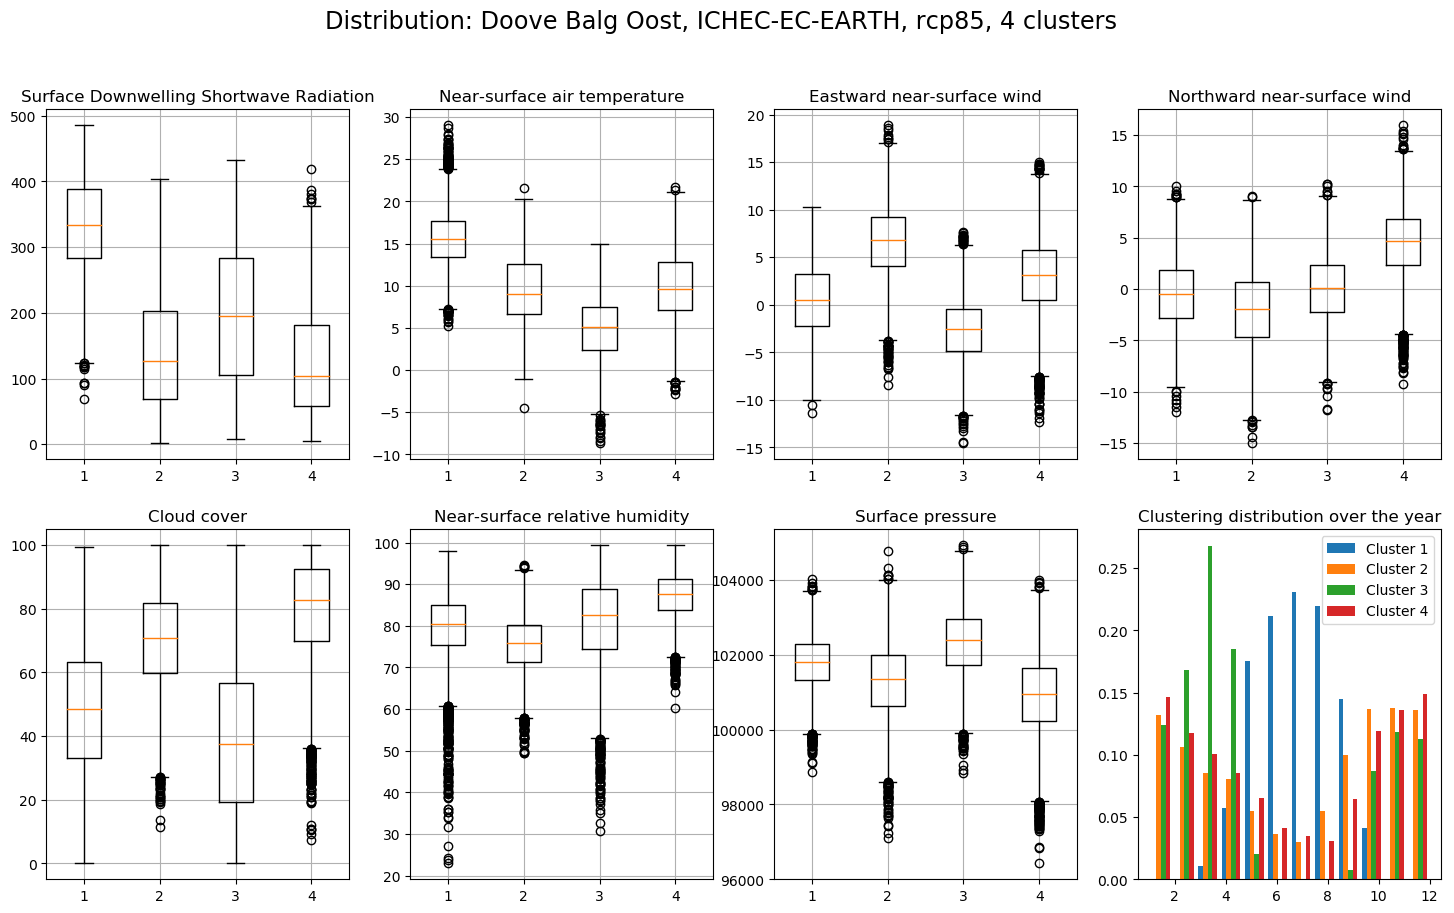 Distribution: Doove Balg Oost, ICHEC-EC-EARTH, rcp85, 4 clusters
Surface Downwelling Shortwave Radiation
500
400
300
200
100
0
1 2 3 4
Near-surface air temperature
30
25
20
15
10
5
0
−5
−10
1 2 3 4
Eastward near-surface wind
20
15
10
5
0
−5
−10
−15
1 2 3 4
Northward near-surface wind
15
10
5
0
−5
−10
−15
1 2 3 4
Cloud cover
100
80
60
40
20
0
1 2 3 4
Near-surface relative humidity
100
90
80
70
60
50
40
30
20
1 2 3 4
Surface pressure
104000
102000
100000
98000
96000
1 2 3 4
Clustering distribution over the year
Cluster 1
Cluster 2
Cluster 3
Cluster 4
0.25
0.20
0.15
0.10
0.05
0.00
2 4 6 8 10 12